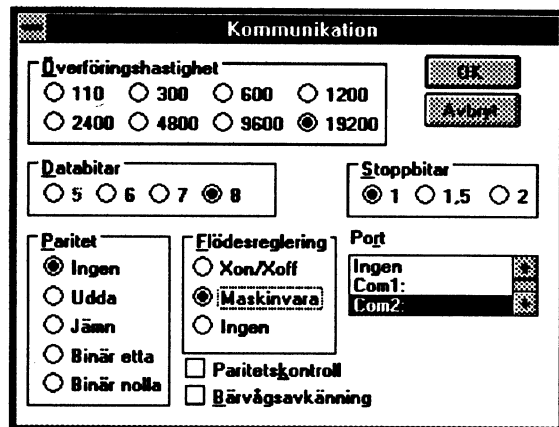 Kommunikation
Överföringshastighet
110 300 600 1200
2400 4800 9600 19200
OK
Avbryt
Databitar
5 6 7 8
Stoppbitar
1 1,5 2
Paritet
Ingen
Udda
Jämn
Binär etta
Binär nolla
Flödesreglering
Xon/Xoff
Maskinvara
Ingen
Port
Ingen
Com1:
Com2:
Paritetskontroll
Bärvågsavkänning